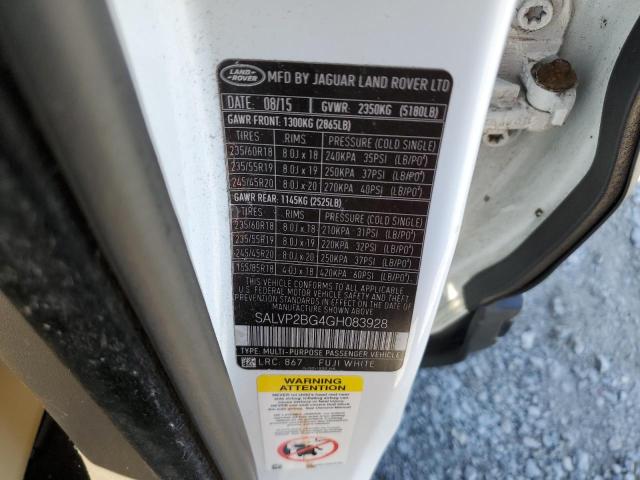 LAND ROVER
MFD BY JAGUAR LAND ROVER LTD
DATE: 08/15 GVWR: 2350KG (5180LB)
GAWR FRONT: 1300KG (2865LB)
TIRES RIMS PRESSURE (COLD SINGLE)
235/60R18 8.0J x 18 240KPA 35PSI (LB/PO²)
235/55R19 8.0J x 19 250KPA 37PSI (LB/PO²)
245/45R20 8.0J x 20 270KPA 40PSI (LB/PO²)
GAWR REAR: 1145KG (2525LB)
TIRES RIMS PRESSURE (COLD SINGLE)
235/60R18 8.0J x 18 210KPA 31PSI (LB/PO²)
235/55R19 8.0J x 19 220KPA 32PSI (LB/PO²)
245/45R20 8.0J x 20 250KPA 37PSI (LB/PO²)
155/85R18 4.0J x 18 420KPA 60PSI (LB/PO²)
THIS VEHICLE CONFORMS TO ALL APPLICABLE
U.S. FEDERAL MOTOR VEHICLE SAFETY AND
THEFT PREVENTION STANDARDS IN EFFECT ON
THE DATE OF MANUFACTURE SHOWN ABOVE.
SALVP2BG4GH083928
TYPE: MULTI-PURPOSE PASSENGER VEHICLE
LRC: 867 FUJI WHITE
WARNING
ATTENTION
NEVER
See Owners Manual